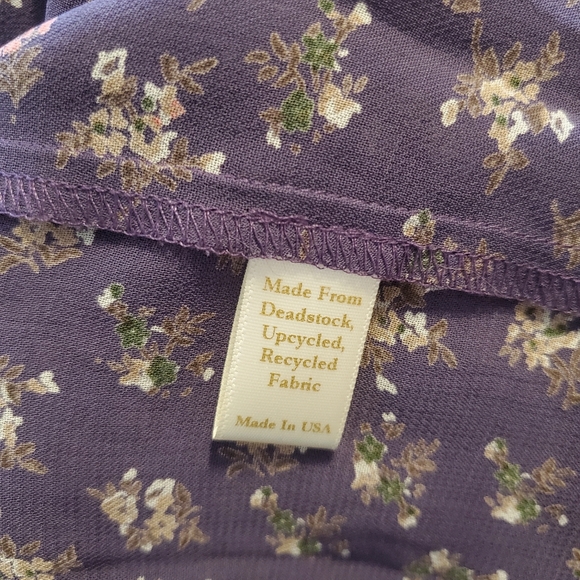 Made From
Deadstock,
Upcycled,
Recycled
Fabric
Made In USA